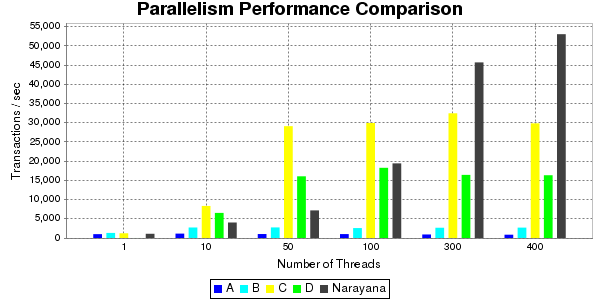 Parallelism Performance Comparison
55,000
50,000
45,000
40,000
35,000
30,000
25,000
20,000
15,000
10,000
5,000
0
Transactions / sec
1 10 50 100 300 400
Number of Threads
A B C D Narayana